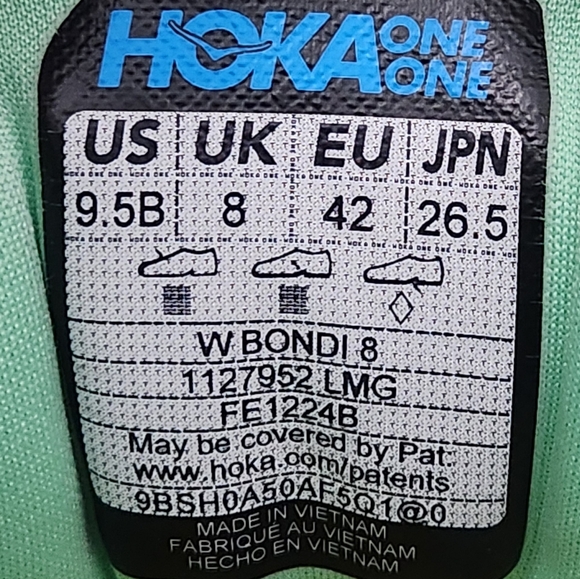 HOKA ONE ONE
US UK EU JPN
9.5B 8 42 26.5
W BONDI 8
1127952 LMG
FE1224B
May be covered by Pat.
www.hoka.com/patents
9BSH0A50AF5Q1@0
MADE IN VIETNAM
FABRIQUÉ AU VIETNAM
HECHO EN VIETNAM